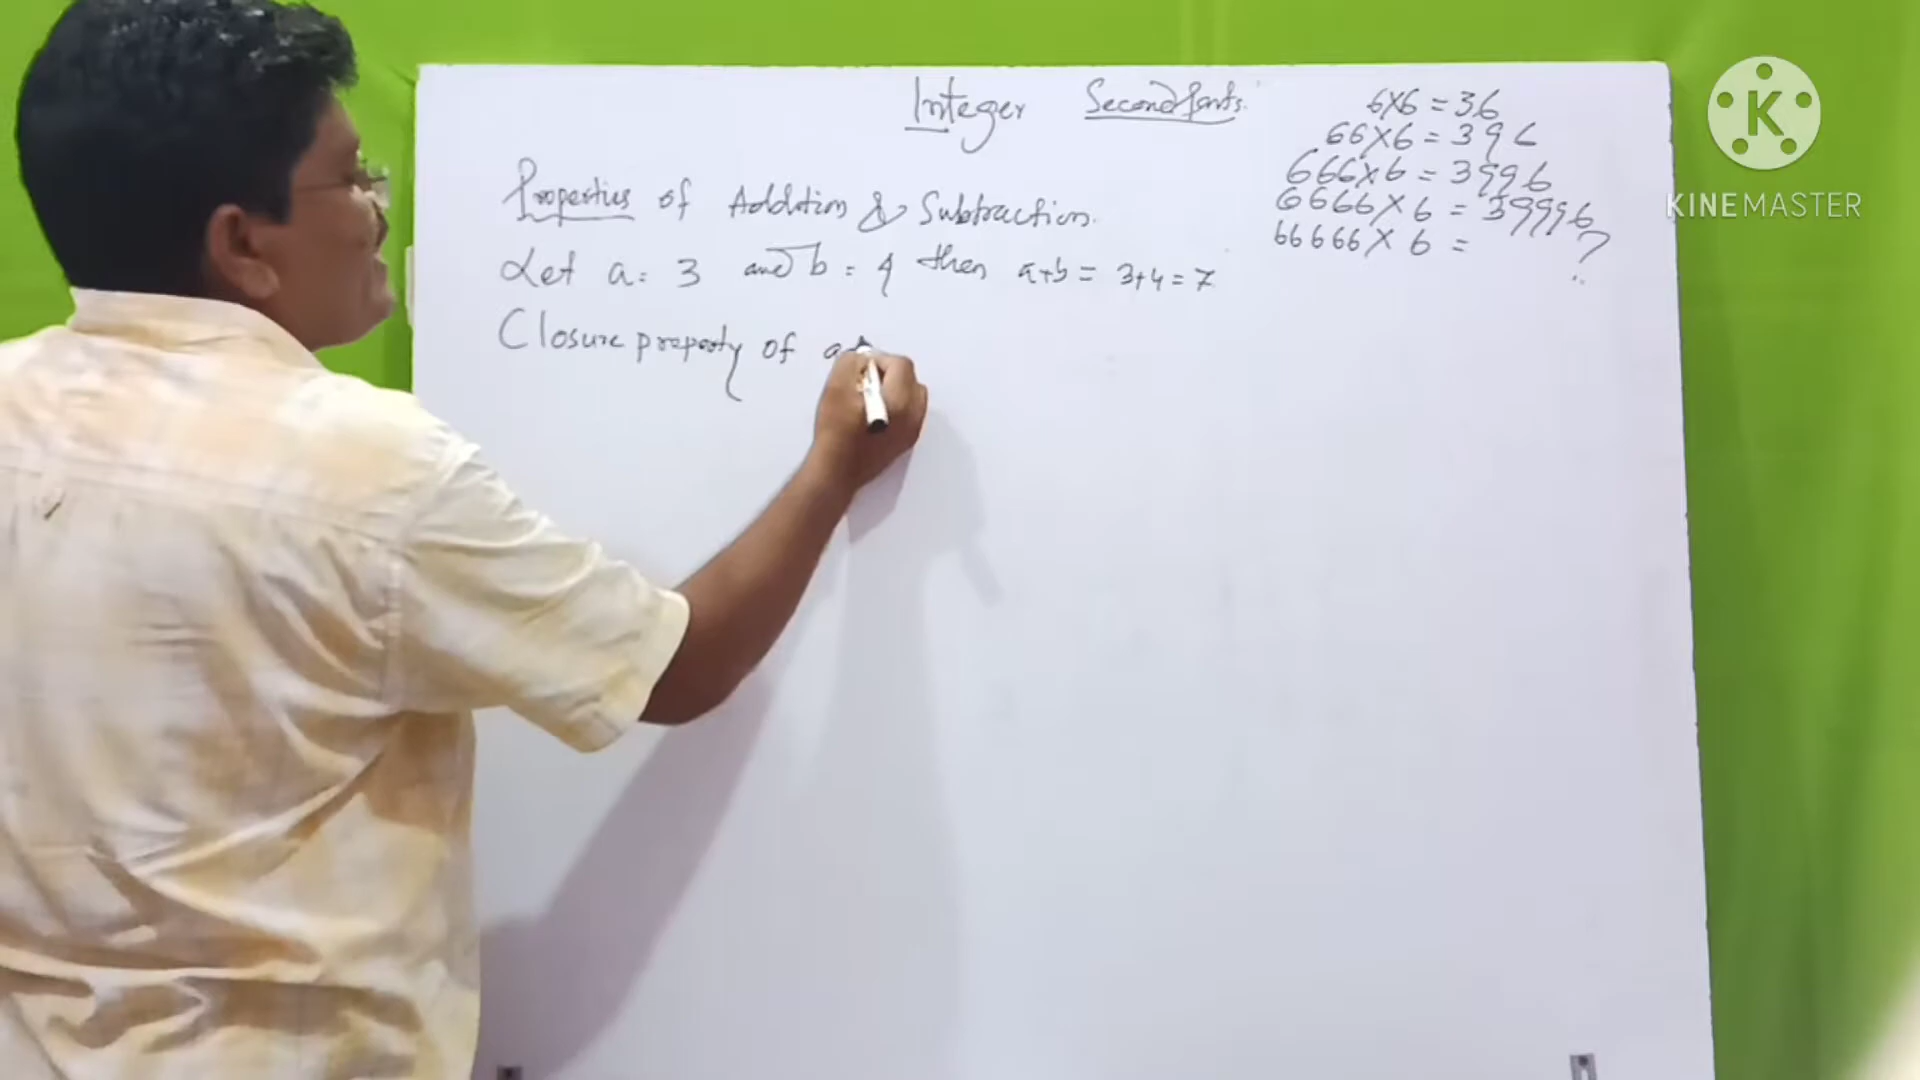 Integer Second Parts.
Properties of Addition & Subtraction.
Let a = 3 and b = 4 then a+b = 3+4 = 7
Closure property of a
6X6 = 36
66X6 = 396
666X6 = 3996
6666X6 = 39996
66666X6 = ?
K
KINEMASTER